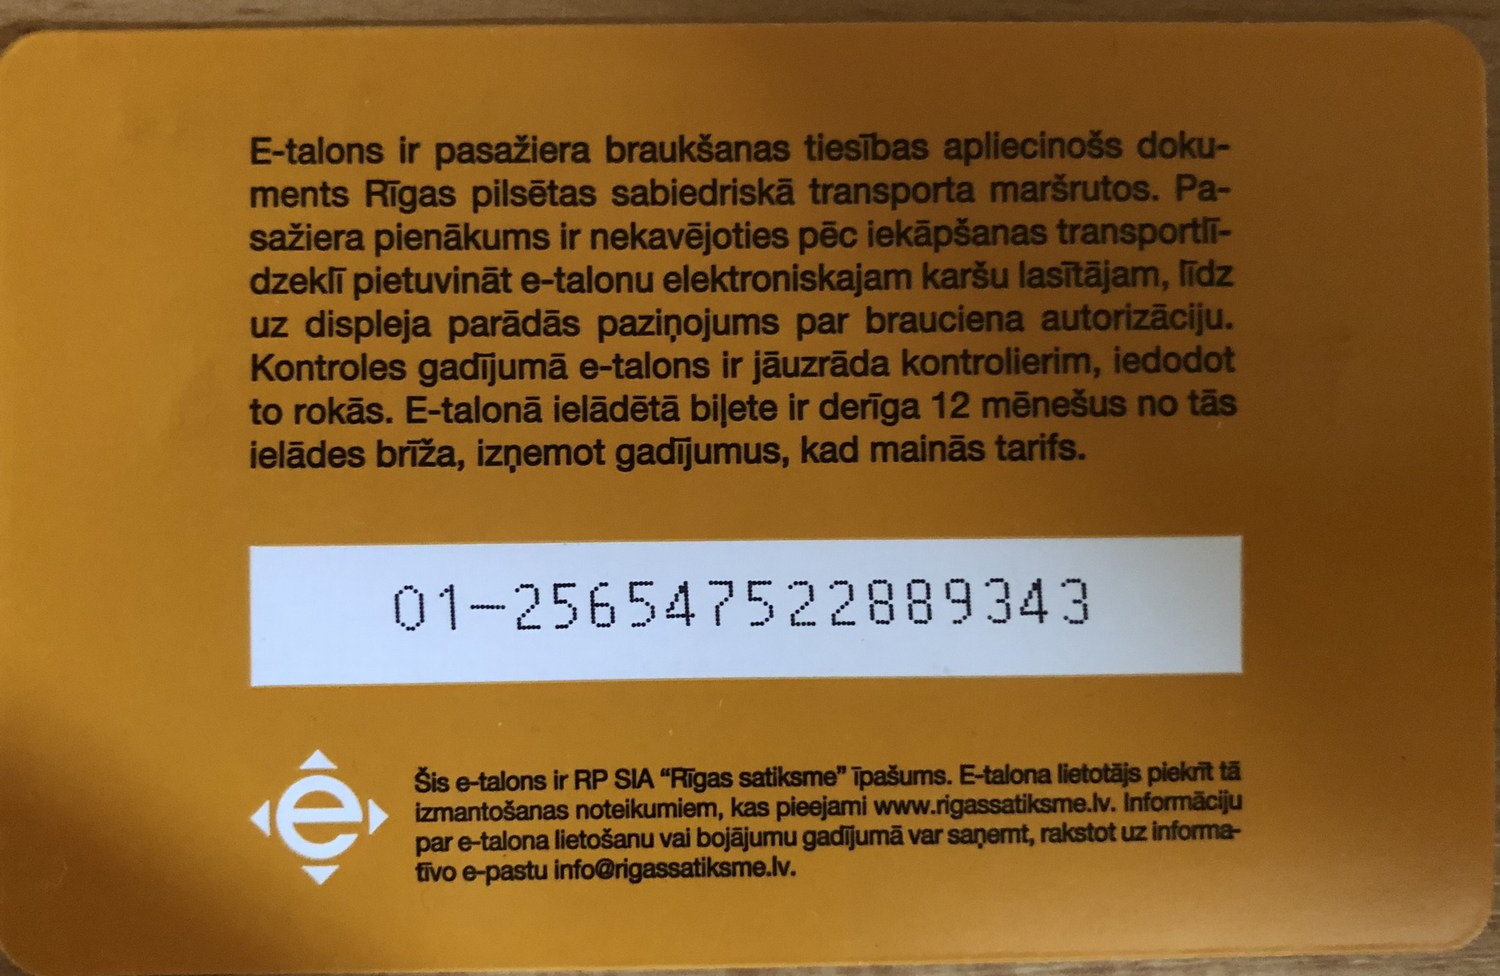 E-talons ir pasažiera braukšanas tiesības apliecinošs doku-
ments Rīgas pilsētas sabiedriskā transporta maršrutos. Pa-
sažiera pienākums ir nekavējoties pēc iekāpšanas transportlī-
dzeklī pietuvināt e-talonu elektroniskajam karšu lasītājam, līdz
uz displeja parādās paziņojums par brauciena autorizāciju.
Kontroles gadījumā e-talons ir jāuzrāda kontrolierim, iedodot
to rokās. E-talonā ielādētā biļete ir derīga 12 mēnešus no tās
ielādes brīža, izņemot gadījumus, kad mainās tarifs.
01-256547522889343
Šis e-talons ir RP SIA “Rīgas satiksme” īpašums. E-talona lietotājs piekrīt tā
izmantošanas noteikumiem, kas pieejami www.rigassatiksme.lv. Informāciju
par e-talona lietošanu vai bojājumu gadījumā var saņemt, rakstot uz informa-
tīvo e-pastu info@rigassatiksme.lv.